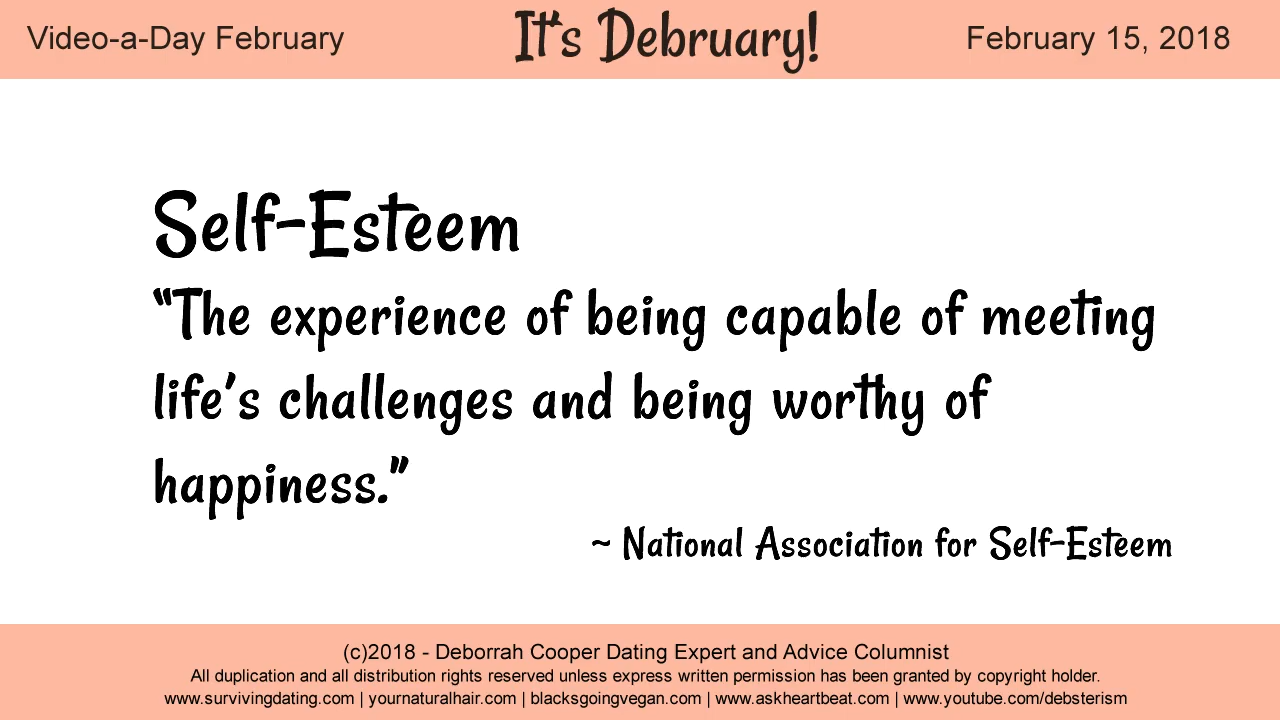 Video-a-Day February
It's Debruary!
February 15, 2018
Self-Esteem
“The experience of being capable of meeting
life’s challenges and being worthy of
happiness.”
~ National Association for Self-Esteem
(c)2018 - Deborrah Cooper Dating Expert and Advice Columnist
All duplication and all distribution rights reserved unless express written permission has been granted by copyright holder.
www.survivingdating.com | yournaturalhair.com | blacksgoingvegan.com | www.askheartbeat.com | www.youtube.com/debsterism